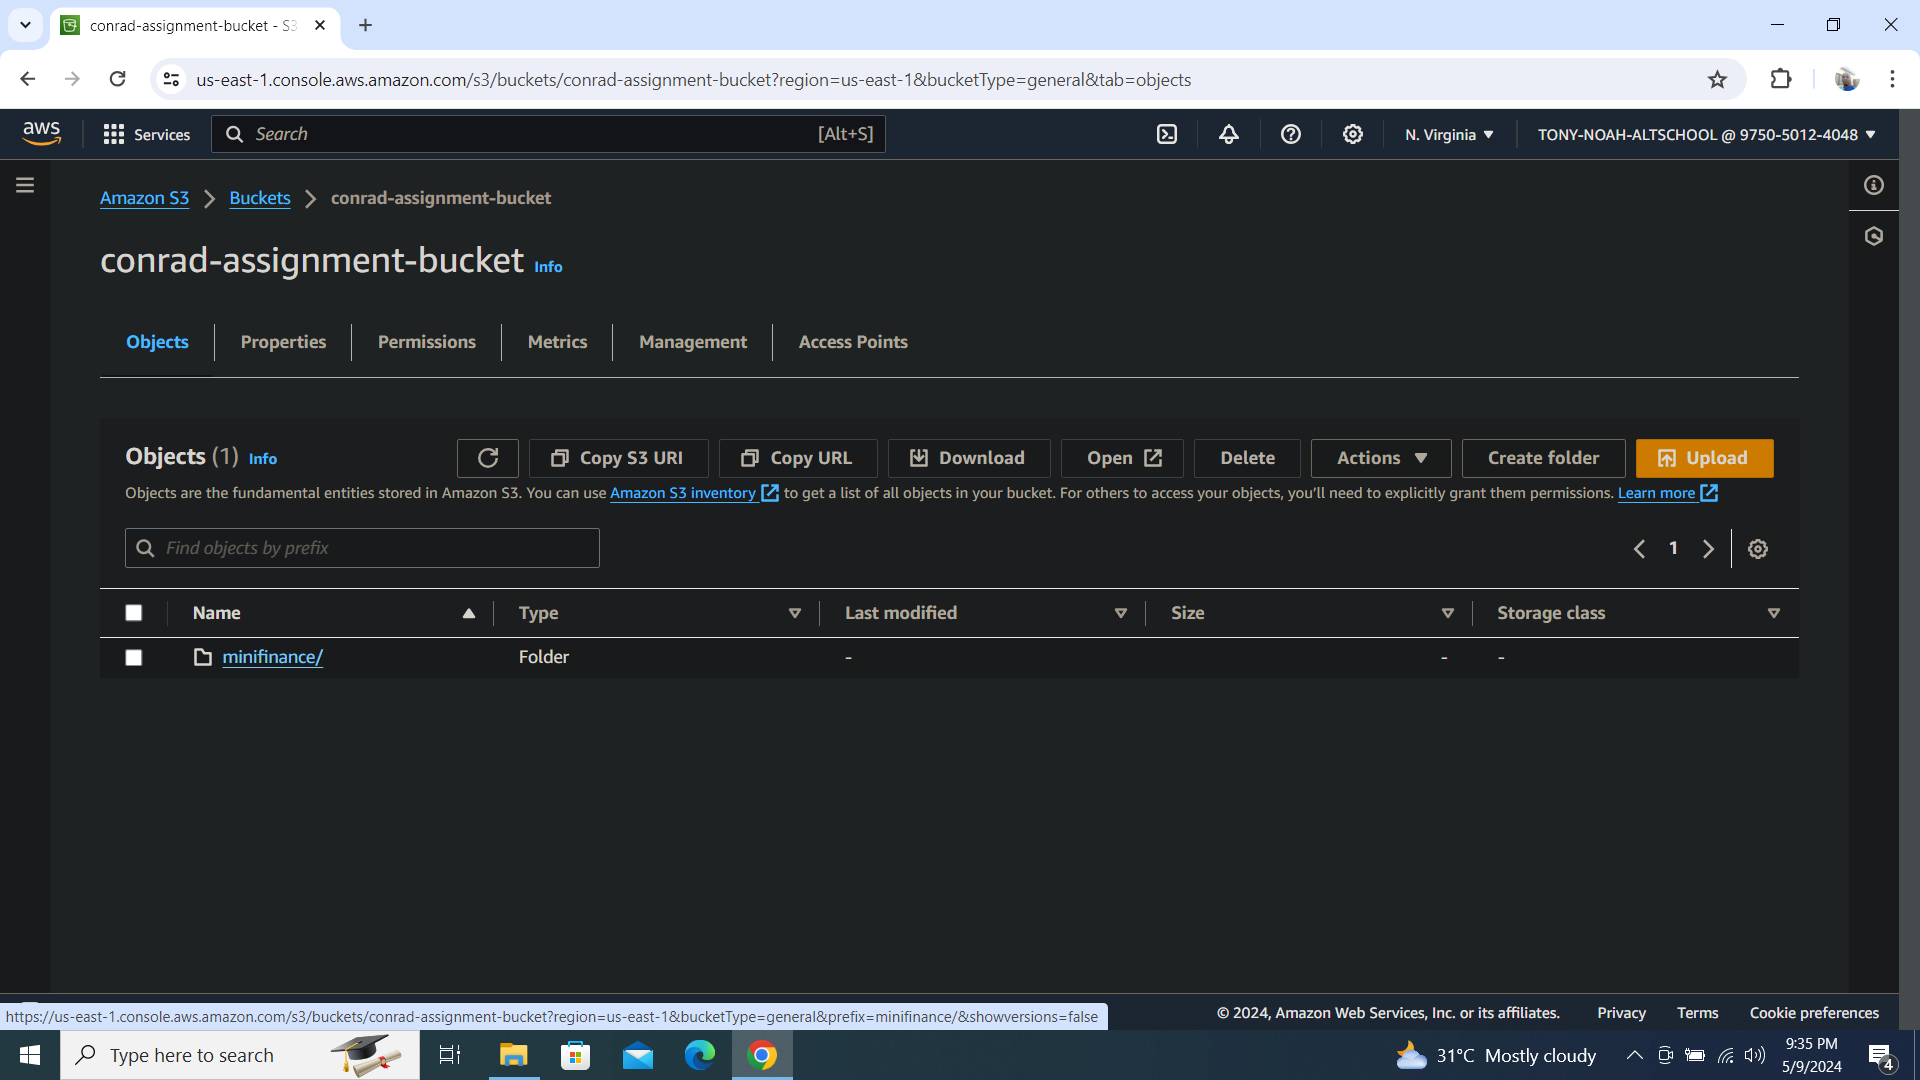 conrad-assignment-bucket - S3
us-east-1.console.aws.amazon.com/s3/buckets/conrad-assignment-bucket?region=us-east-1&bucketType=general&tab=objects
aws
Services
Search
[Alt+S]
N. Virginia
TONY-NOAH-ALTSCHOOL @ 9750-5012-4048
Amazon S3
Buckets
conrad-assignment-bucket
conrad-assignment-bucket Info
Objects
Properties
Permissions
Metrics
Management
Access Points
Objects (1) Info
Copy S3 URI
Copy URL
Download
Open
Delete
Actions
Create folder
Upload
Objects are the fundamental entities stored in Amazon S3. You can use Amazon S3 inventory to get a list of all objects in your bucket. For others to access your objects, you'll need to explicitly grant them permissions. Learn more
Find objects by prefix
1
Name
Type
Last modified
Size
Storage class
minifinance/
Folder
-
-
-
https://us-east-1.console.aws.amazon.com/s3/buckets/conrad-assignment-bucket?region=us-east-1&bucketType=general&prefix=minifinance/&showversions=false
© 2024, Amazon Web Services, Inc. or its affiliates.
Privacy
Terms
Cookie preferences
Type here to search
31°C Mostly cloudy
9:35 PM
5/9/2024
4